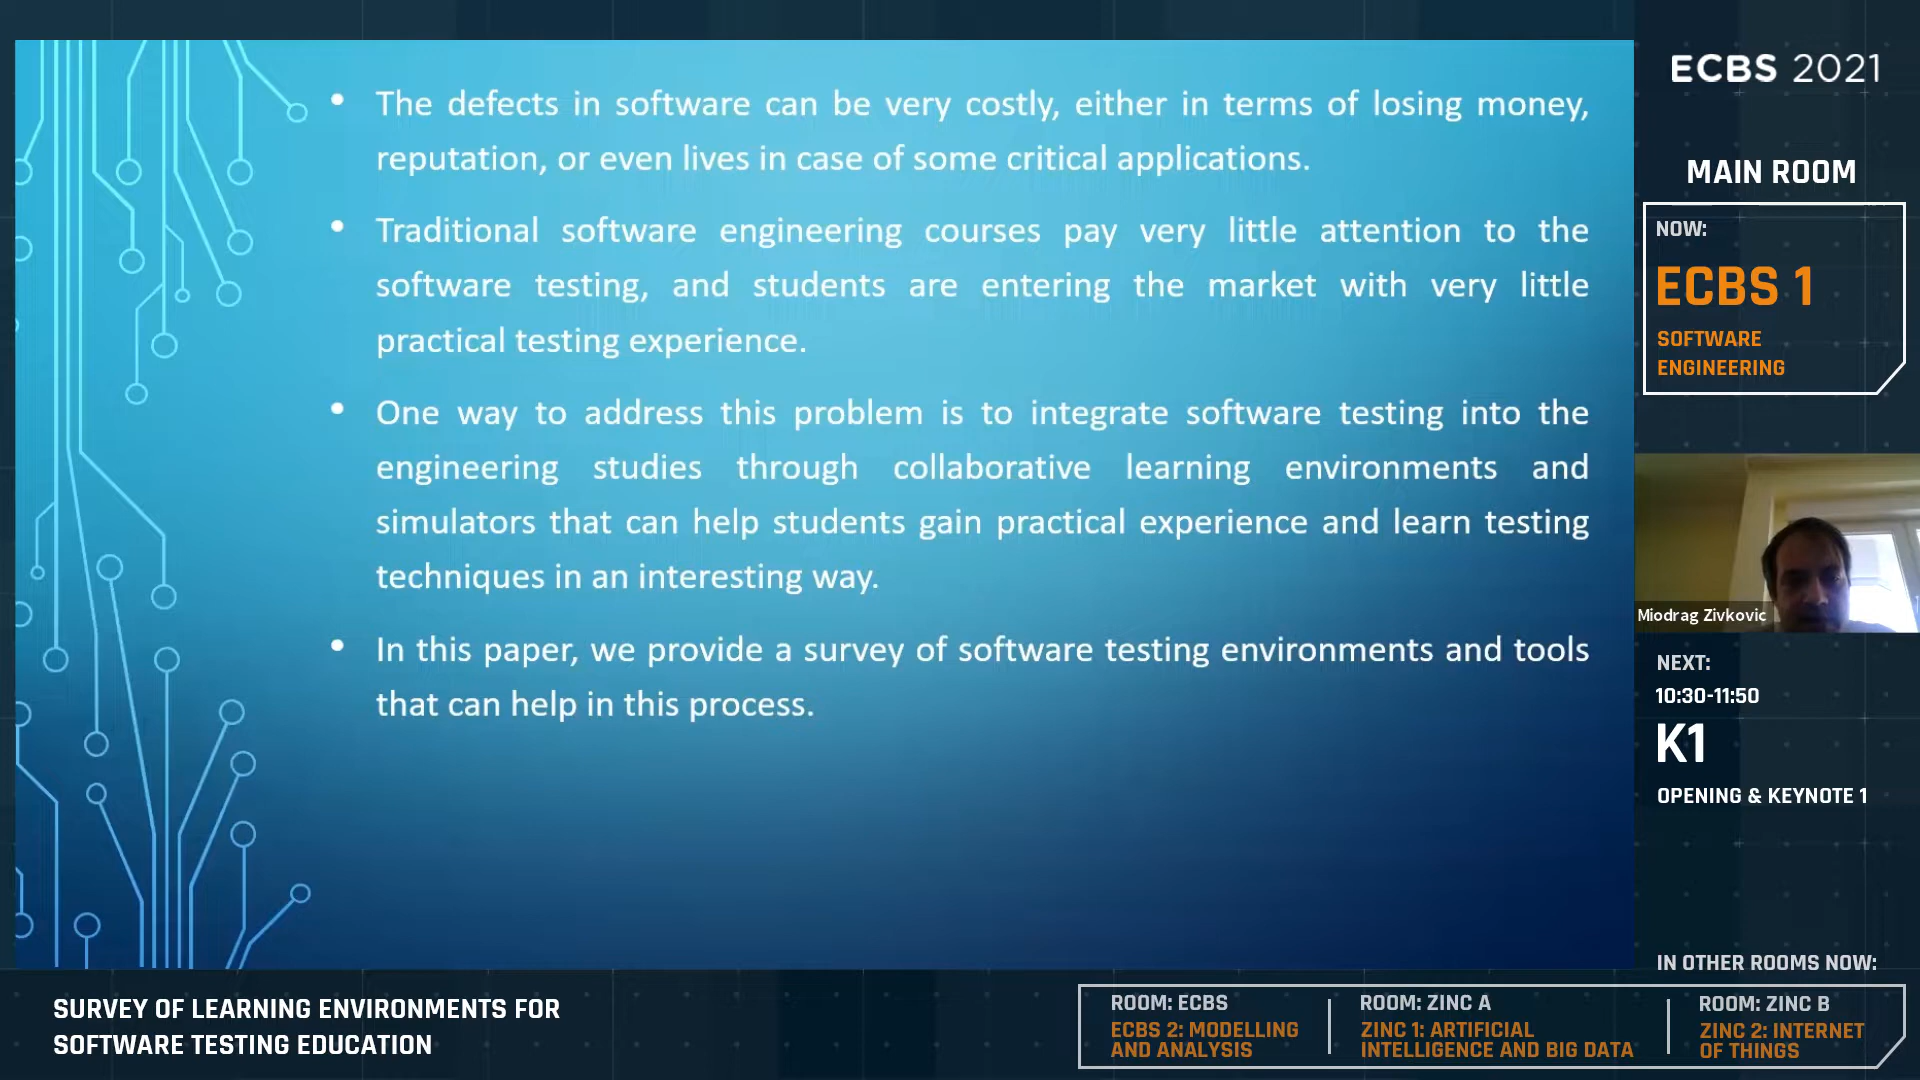 The defects in software can be very costly, either in terms of losing money,
reputation, or even lives in case of some critical applications.
Traditional software engineering courses pay very little attention to the
software testing, and students are entering the market with very little
practical testing experience.
One way to address this problem is to integrate software testing into the
engineering studies through collaborative learning environments and
simulators that can help students gain practical experience and learn testing
techniques in an interesting way.
In this paper, we provide a survey of software testing environments and tools
that can help in this process.
ECBS 2021
MAIN ROOM
NOW:
ECBS 1
SOFTWARE
ENGINEERING
Miodrag Zivkovic
NEXT:
10:30-11:50
K1
OPENING & KEYNOTE 1
IN OTHER ROOMS NOW:
SURVEY OF LEARNING ENVIRONMENTS FOR
SOFTWARE TESTING EDUCATION
ROOM: ECBS
ECBS 2: MODELLING
AND ANALYSIS
ROOM: ZINC A
ZINC 1: ARTIFICIAL
INTELLIGENCE AND BIG DATA
ROOM: ZINC B
ZINC 2: INTERNET
OF THINGS